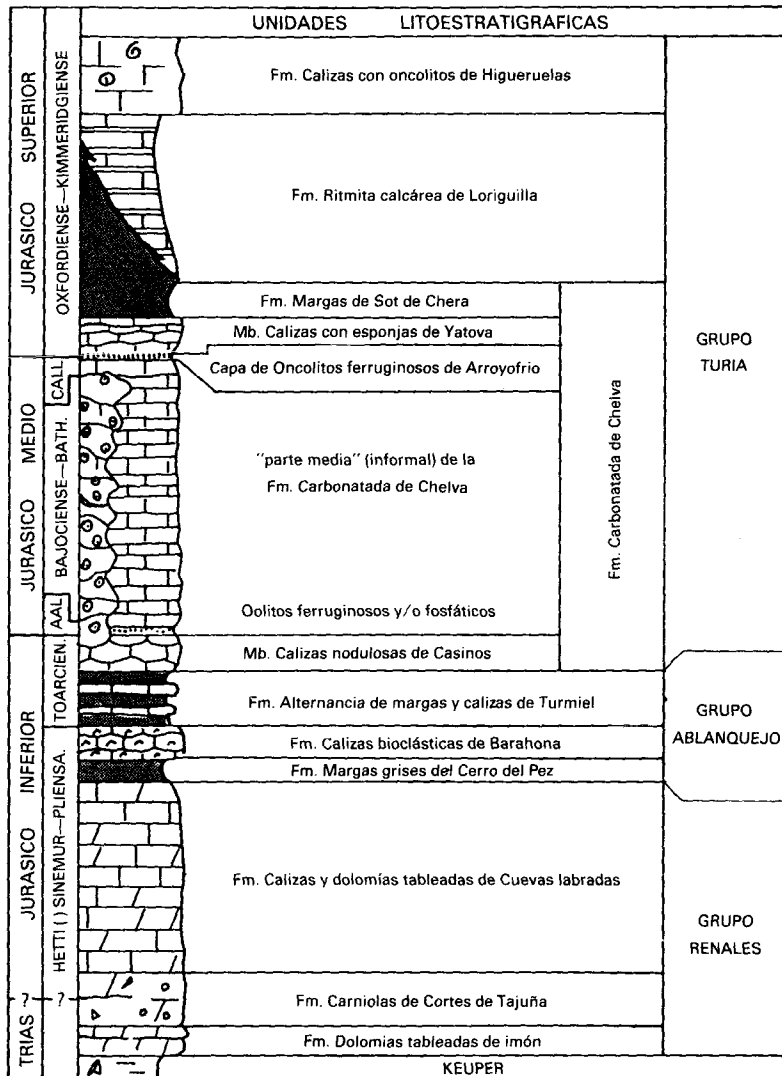 UNIDADES LITOESTRATIGRAFICAS
JURASICO SUPERIOR
OXFORDIENSE—KIMMERIDGIENSE
Fm. Calizas con oncolitos de Higueruelas
Fm. Ritmita calcárea de Loriguilla
Fm. Margas de Sot de Chera
Mb. Calizas con esponjas de Yatova
Capa de Oncolitos ferruginosos de Arroyofrio
JURASICO MEDIO
CALL
BAJOCIENSE—BATH.
AAL
"parte media" (informal) de la
Fm. Carbonatada de Chelva
Oolitos ferruginosos y/o fosfáticos
Mb. Calizas nodulosas de Casinos
Fm. Carbonatada de Chelva
GRUPO
TURIA
JURASICO INFERIOR
TOARCIEN.
HETTI ( ) SINEMUR—PLIENSA.
Fm. Alternancia de margas y calizas de Turmiel
Fm. Calizas bioclásticas de Barahona
Fm. Margas grises del Cerro del Pez
GRUPO
ABLANQUEJO
Fm. Calizas y dolomías tableadas de Cuevas labradas
GRUPO
RENALES
? ?
Fm. Carniolas de Cortes de Tajuña
TRIAS
Fm. Dolomias tableadas de imón
KEUPER